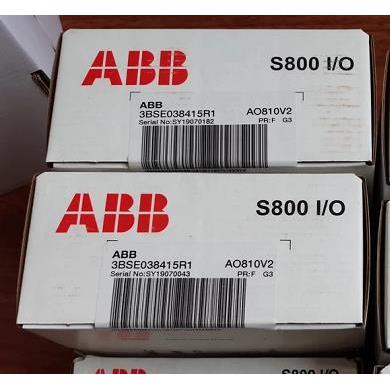 ABB S800 I/O
ABB
3BSE038415R1 AO810V2
Serial No:SY19070182 PR:F G3
ABB S800 I/O
ABB
3BSE038415R1 AO810V2
Serial No:SY19070043 PR:F G3
S800 I/O